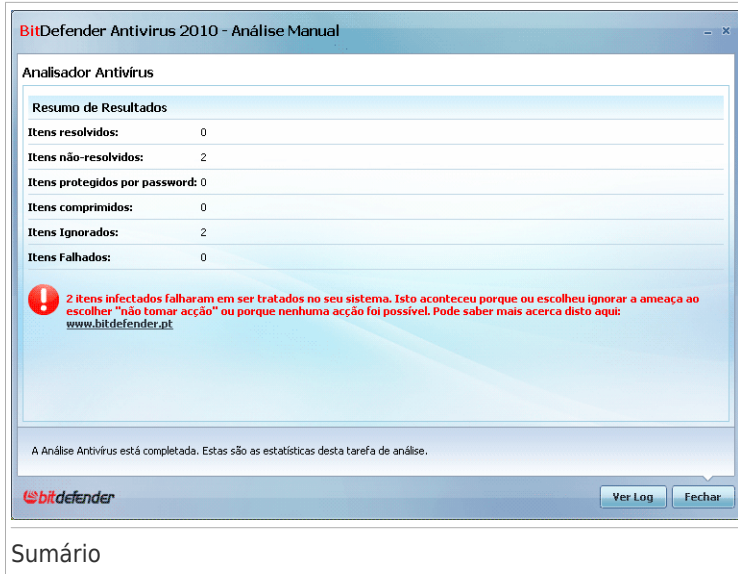 BitDefender Antivirus 2010 - Análise Manual
Analisador Antivírus
Resumo de Resultados
Itens resolvidos: 0
Itens não-resolvidos: 2
Itens protegidos por password: 0
Itens comprimidos: 0
Itens Ignorados: 2
Itens Falhados: 0
2 itens infectados falharam em ser tratados no seu sistema. Isto aconteceu porque ou escolheu ignorar a ameaça ao
escolher "não tomar acção" ou porque nenhuma acção foi possível. Pode saber mais acerca disto aqui:
www.bitdefender.pt
A Análise Antivírus está completada. Estas são as estatísticas desta tarefa de análise.
bitdefender
Ver Log
Fechar
Sumário